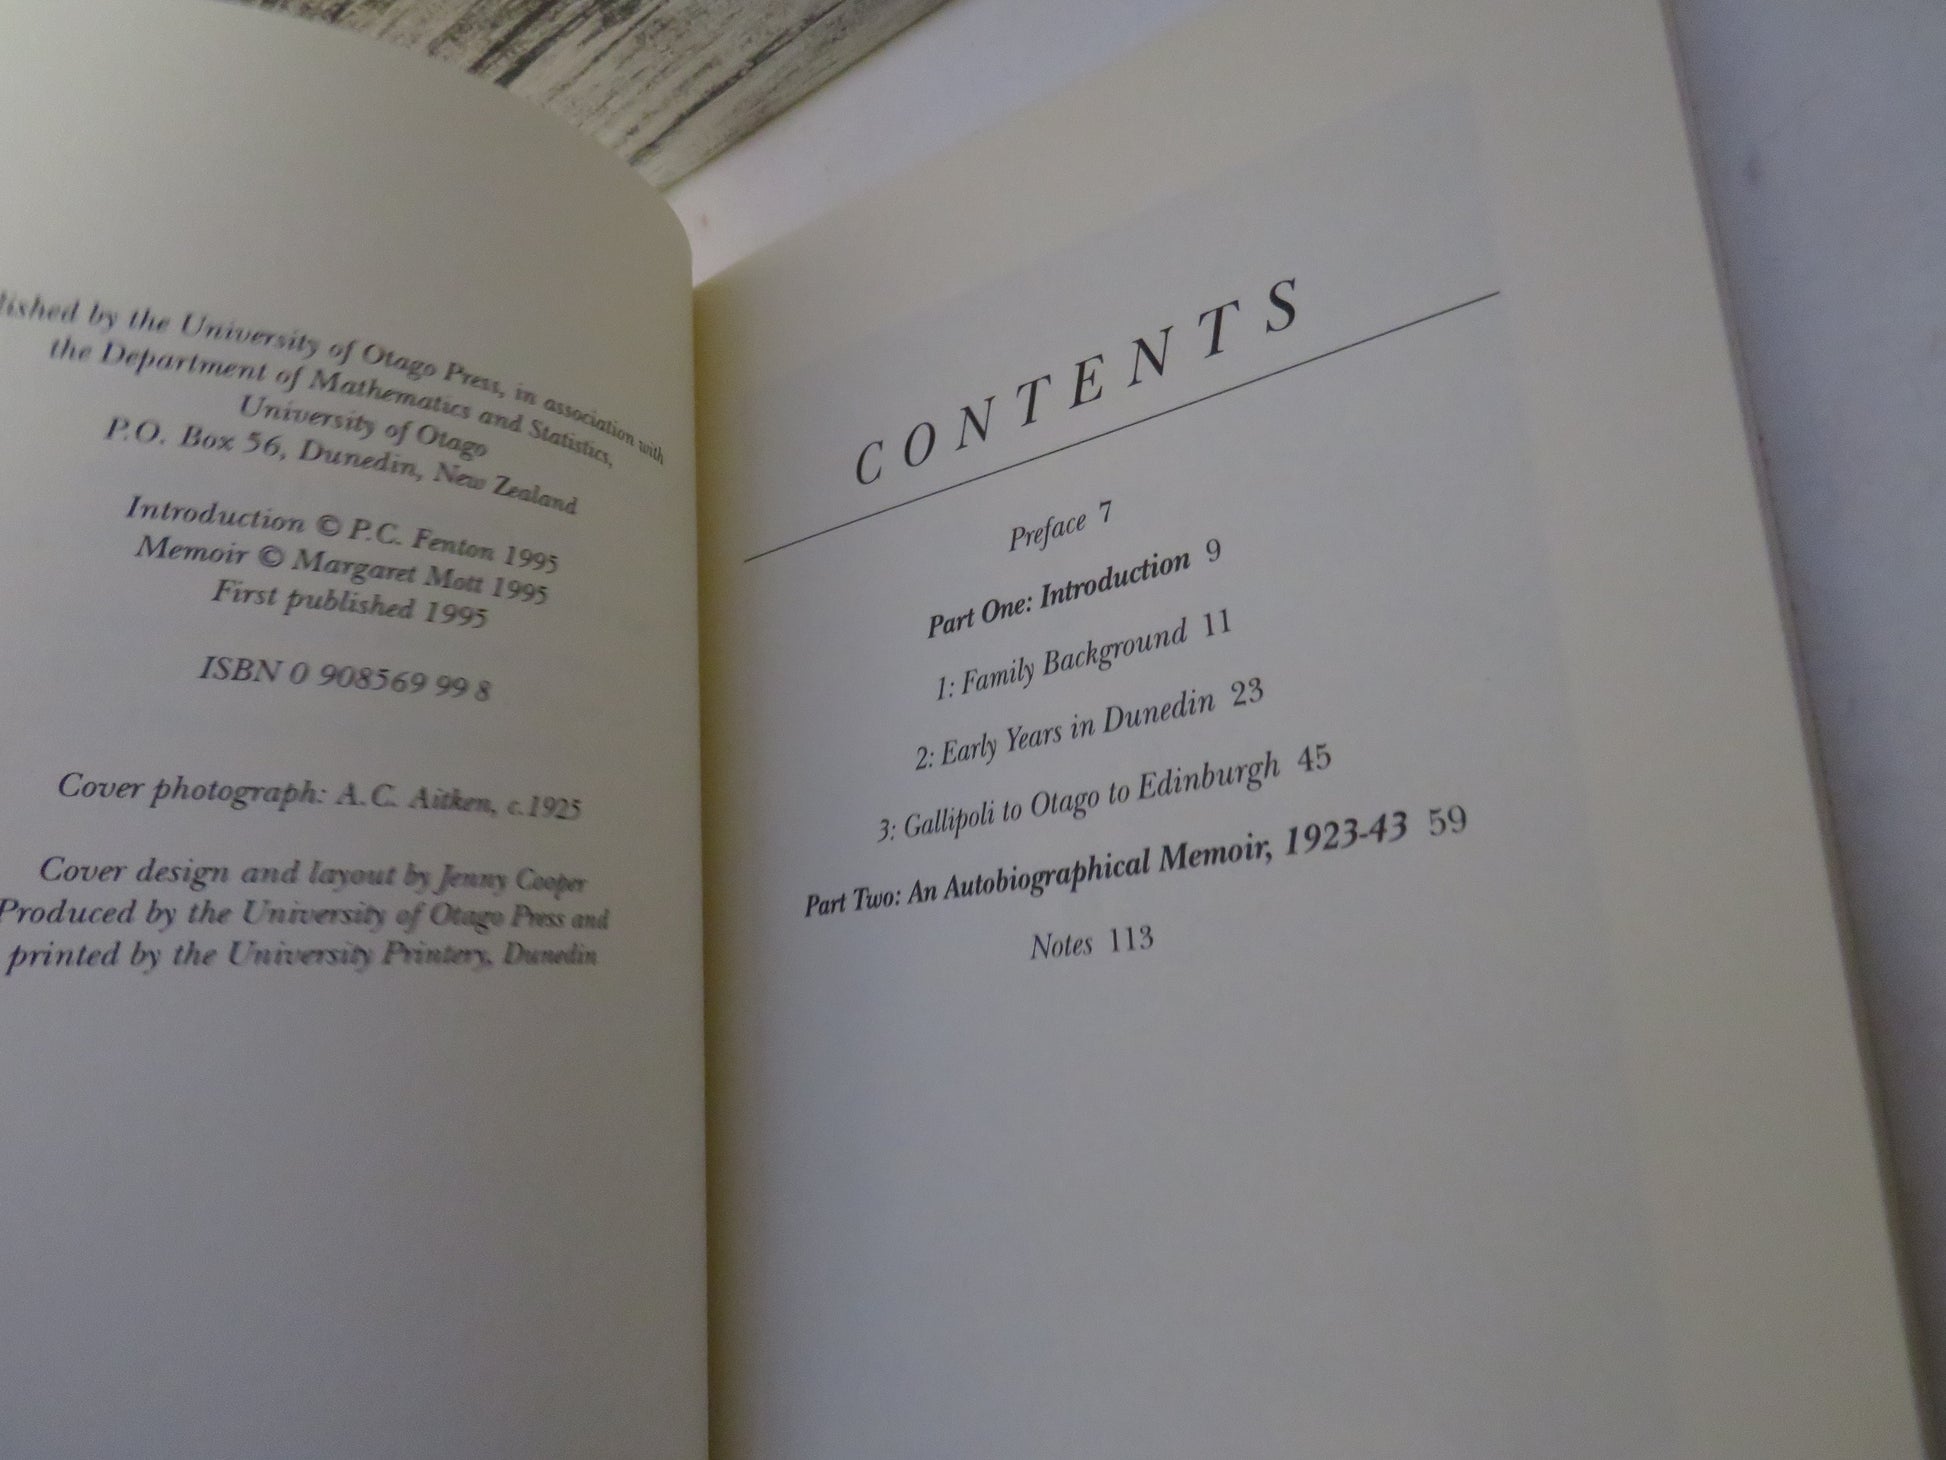 lished by the University of Otago Press, in association with
the Department of Mathematics and Statistics,
University of Otago
P.O. Box 56, Dunedin, New Zealand
Introduction © P.C. Fenton 1995
Memoir © Margaret Mott 1995
First published 1995
ISBN 0 908569 99 8
Cover photograph: A.C. Aitken, c.1925
Cover design and layout by Jenny Cooper
Produced by the University of Otago Press and
printed by the University Printery, Dunedin
CONTENTS
Preface 7
Part One: Introduction 9
1: Family Background 11
2: Early Years in Dunedin 23
3: Gallipoli to Otago to Edinburgh 45
Part Two: An Autobiographical Memoir, 1923-43 59
Notes 113